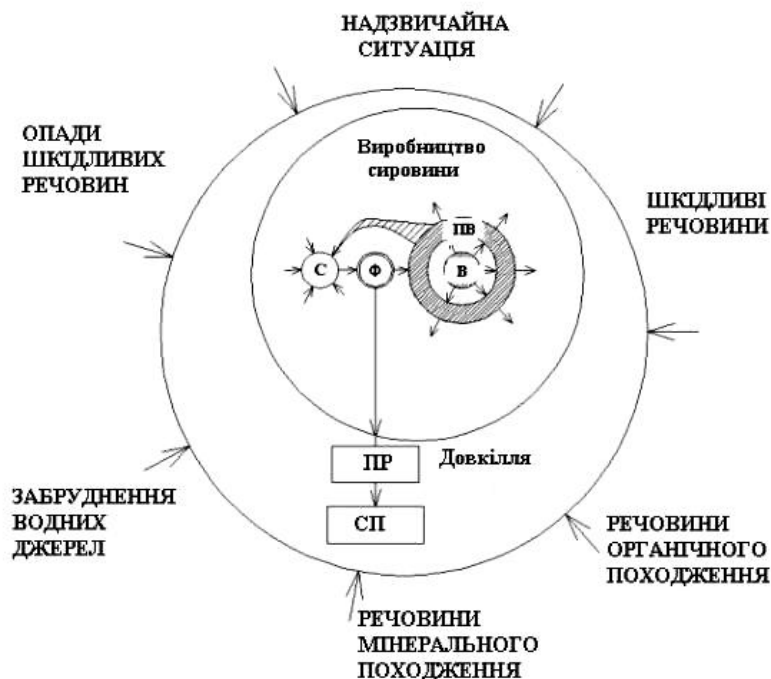 НАДЗВИЧАЙНА
СИТУАЦІЯ
ОПАДИ
ШКІДЛИВИХ
РЕЧОВИН
Виробництво
сировини
ШКІДЛИВІ
РЕЧОВИНИ
ПВ
С
Ф
В
ПР
Довкілля
СП
ЗАБРУДНЕННЯ
ВОДНИХ
ДЖЕРЕЛ
РЕЧОВИНИ
ОРГАНІЧНОГО
ПОХОДЖЕННЯ
РЕЧОВИНИ
МІНЕРАЛЬНОГО
ПОХОДЖЕННЯ